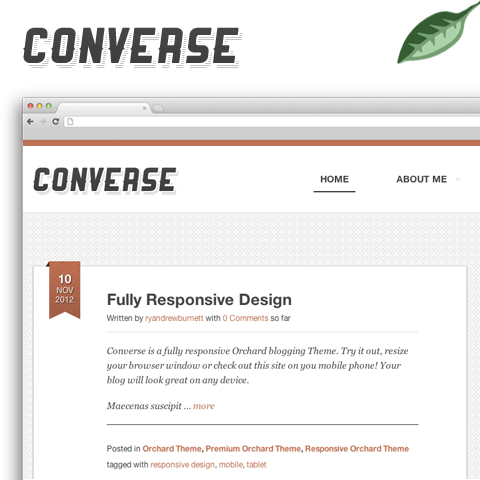 CONVERSE
CONVERSE
HOME
ABOUT ME
10
NOV
2012
Fully Responsive Design
Written by ryandrewburnett with 0 Comments so far
Converse is a fully responsive Orchard blogging Theme. Try it out, resize
your browser window or check out this site on you mobile phone! Your
blog will look great on any device.
Maecenas suscipit ... more
Posted in Orchard Theme, Premium Orchard Theme, Responsive Orchard Theme
tagged with responsive design, mobile, tablet